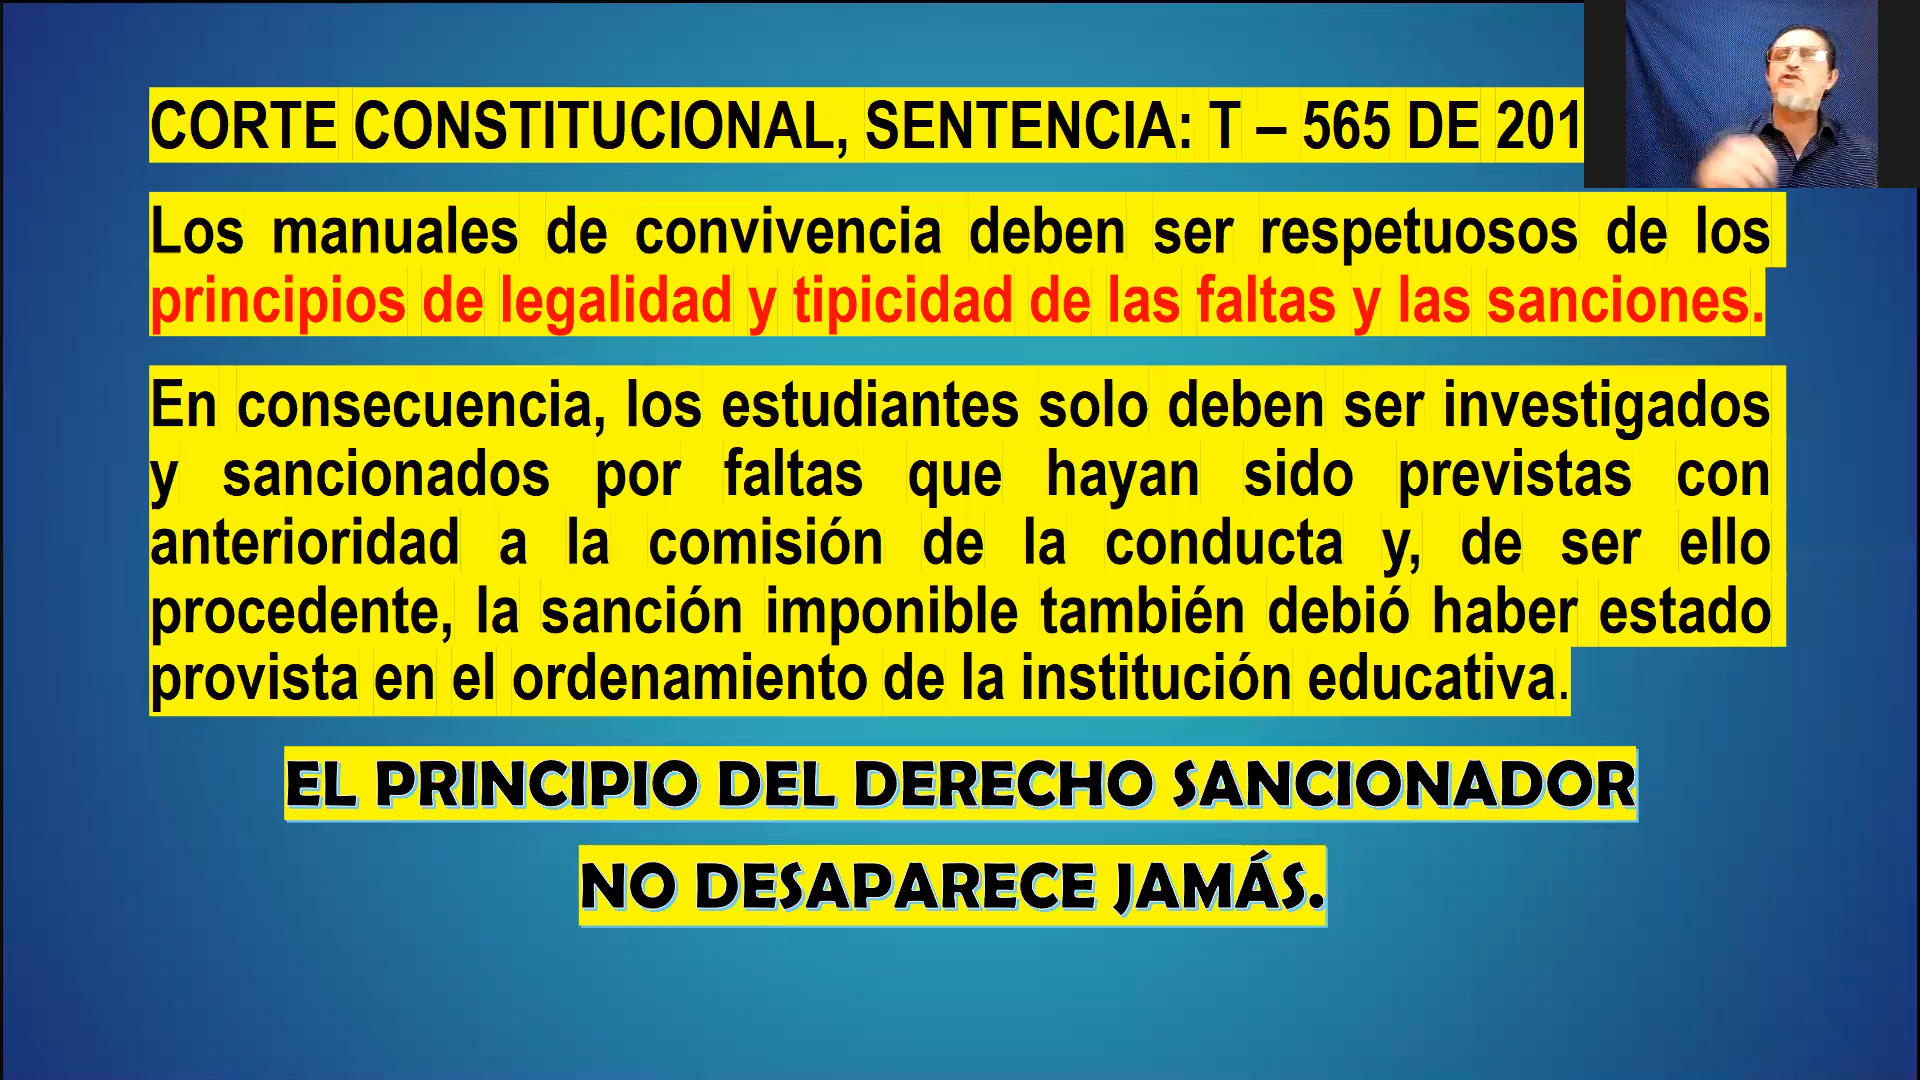 CORTE CONSTITUCIONAL, SENTENCIA: T – 565 DE 201
Los manuales de convivencia deben ser respetuosos de los
principios de legalidad y tipicidad de las faltas y las sanciones.
En consecuencia, los estudiantes solo deben ser investigados
y sancionados por faltas que hayan sido previstas con
anterioridad a la comisión de la conducta y, de ser ello
procedente, la sanción imponible también debió haber estado
provista en el ordenamiento de la institución educativa.
EL PRINCIPIO DEL DERECHO SANCIONADOR
NO DESAPARECE JAMÁS.